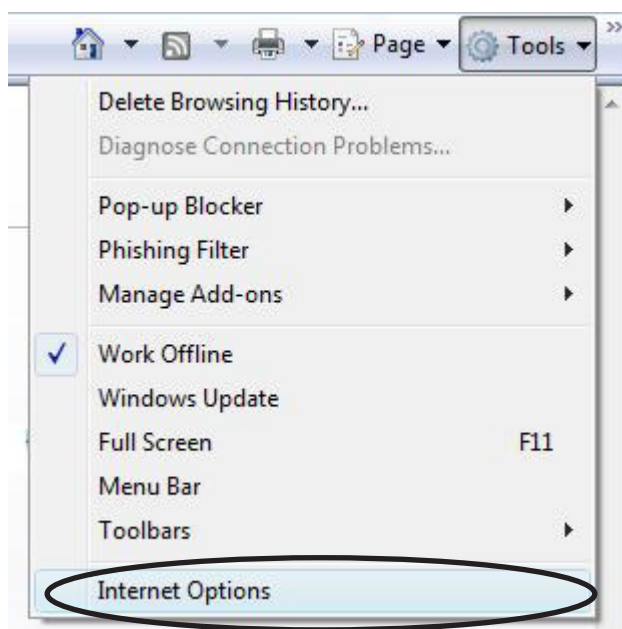 Page Tools
Delete Browsing History...
Diagnose Connection Problems...
Pop-up Blocker
Phishing Filter
Manage Add-ons
Work Offline
Windows Update
Full Screen F11
Menu Bar
Toolbars
Internet Options